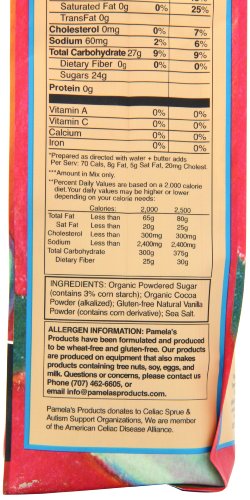 Saturated Fat 0g 0% 25%
TransFat 0g
Cholesterol 0mg 0% 7%
Sodium 60mg 2% 6%
Total Carbohydrate 27g 9% 9%
Dietary Fiber 0g 0% 0%
Sugars 24g
Protein 0g
Vitamin A 0% 0%
Vitamin C 0% 0%
Calcium 0% 0%
Iron 0% 0%
*Prepared as directed with water + butter adds
Per Serv: 70 Cals, 8g Fat, 5g Sat Fat, 20mg Cholest.
***Amount in Mix only.
**Percent Daily Values are based on a 2,000 calorie
diet.Your daily values may be higher or lower
depending on your calorie needs:
Calories: 2,000 2,500
Total Fat Less than 65g 80g
Sat Fat Less than 20g 25g
Cholesterol Less than 300mg 300mg
Sodium Less than 2,400mg 2,400mg
Total Carbohydrate 300g 375g
Dietary Fiber 25g 30g
INGREDIENTS: Organic Powdered Sugar
(contains 3% corn starch); Organic Cocoa
Powder (alkalized); Gluten-free Natural Vanilla
Powder (contains corn derivative); Sea Salt.
ALLERGEN INFORMATION: Pamela's
Products have been formulated and produced
to be wheat-free and gluten-free. Our products
are produced on equipment that also makes
products containing tree nuts, soy, eggs, and
milk. Questions or concerns, please contact us
Phone (707) 462-6605, or
email info@pamelasproducts.com.
Pamela's Products donates to Celiac Sprue &
Autism Support Organizations, We are member
of the American Celiac Disease Alliance.